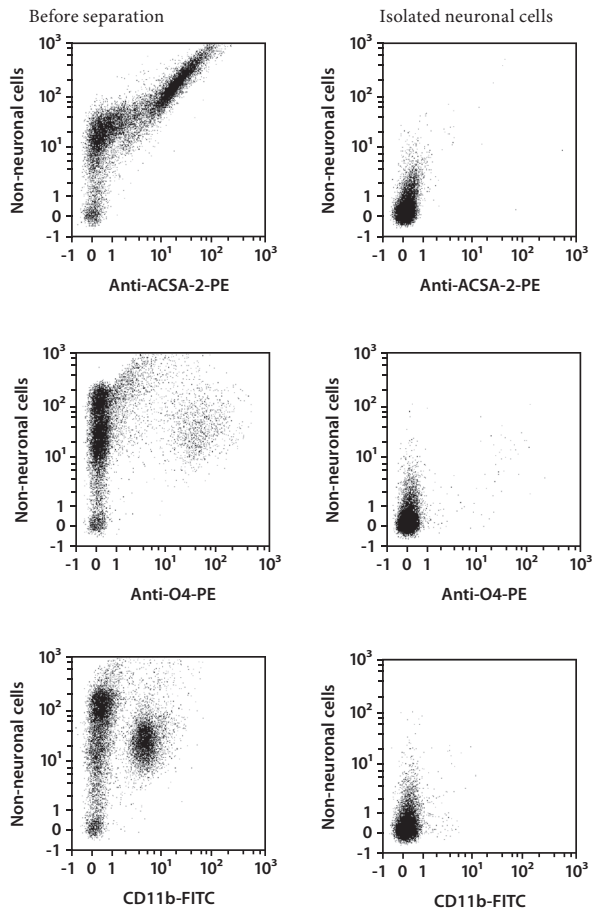 Before separation
Isolated neuronal cells
Non-neuronal cells
10³
10²
10¹
1
0
-1
-1 0 1 10¹ 10² 10³
Anti-ACSA-2-PE
Non-neuronal cells
10³
10²
10¹
1
0
-1
-1 0 1 10¹ 10² 10³
Anti-ACSA-2-PE
Non-neuronal cells
10³
10²
10¹
1
0
-1
-1 0 1 10¹ 10² 10³
Anti-O4-PE
Non-neuronal cells
10³
10²
10¹
1
0
-1
-1 0 1 10¹ 10² 10³
Anti-O4-PE
Non-neuronal cells
10³
10²
10¹
1
0
-1
-1 0 1 10¹ 10² 10³
CD11b-FITC
Non-neuronal cells
10³
10²
10¹
1
0
-1
-1 0 1 10¹ 10² 10³
CD11b-FITC